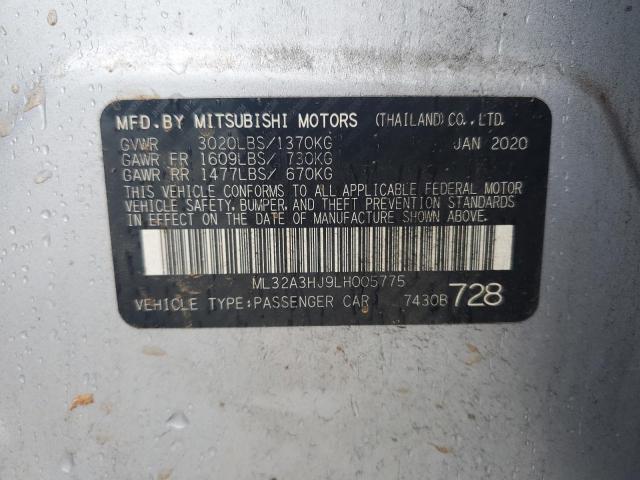 MFD.BY MITSUBISHI MOTORS (THAILAND) CO.,LTD.
GVWR 3020LBS/1370KG JAN 2020
GAWR FR 1609LBS/ 730KG
GAWR RR 1477LBS/ 670KG
THIS VEHICLE CONFORMS TO ALL APPLICABLE FEDERAL MOTOR
VEHICLE SAFETY, BUMPER, AND THEFT PREVENTION STANDARDS
IN EFFECT ON THE DATE OF MANUFACTURE SHOWN ABOVE.
ML32A3HJ9LH005775
VEHICLE TYPE:PASSENGER CAR 7430B 728